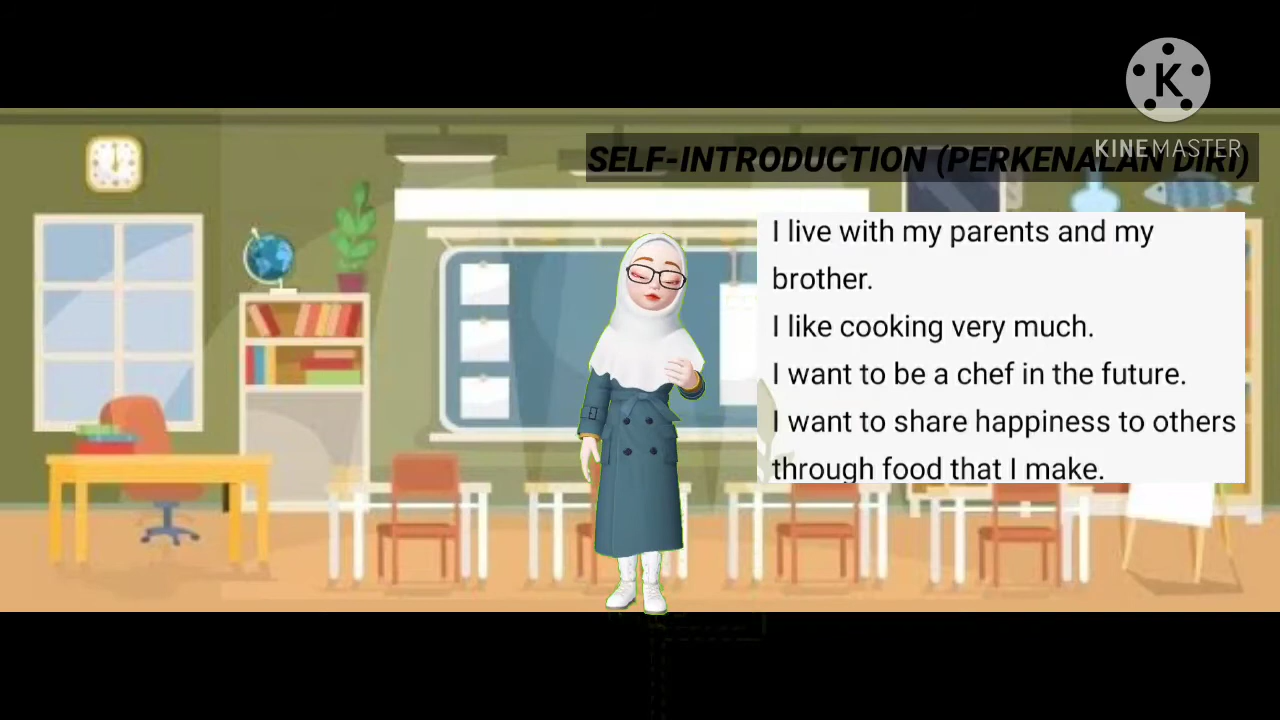 K
KINEMASTER
SELF-INTRODUCTION (PERKENALAN DIRI)
I live with my parents and my
brother.
I like cooking very much.
I want to be a chef in the future.
I want to share happiness to others
through food that I make.